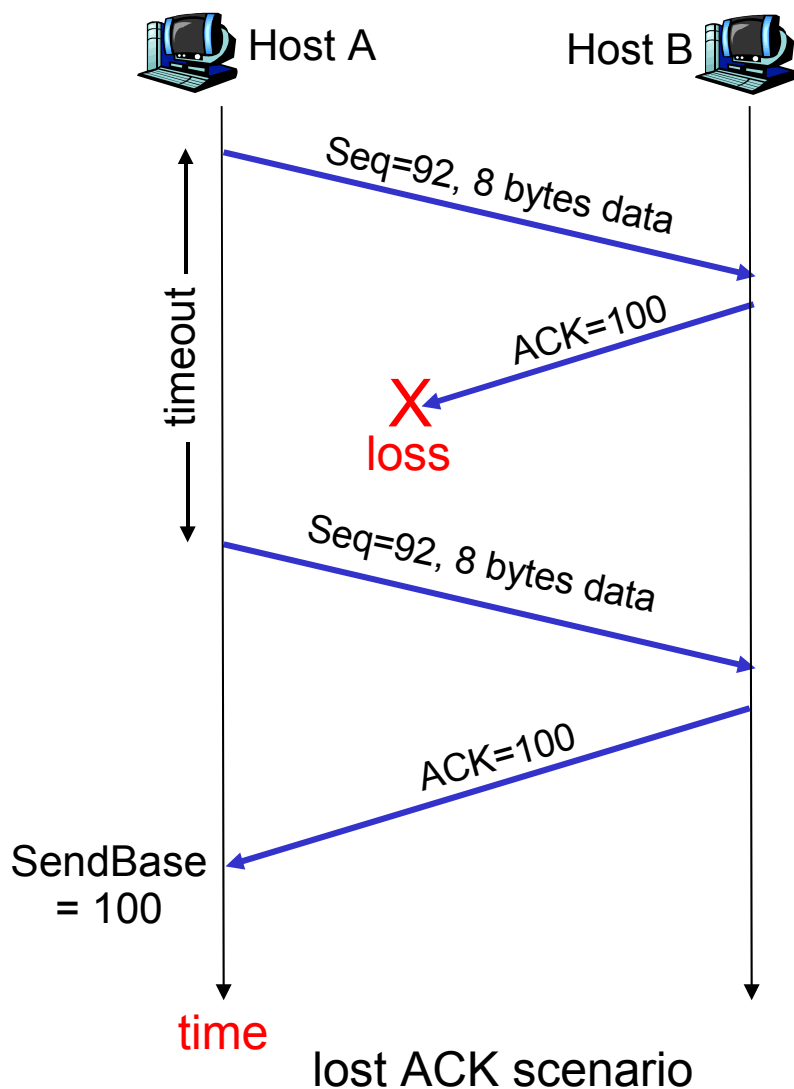 Host A
Host B
Seq=92, 8 bytes data
timeout
ACK=100
X
loss
Seq=92, 8 bytes data
ACK=100
SendBase
= 100
time
lost ACK scenario